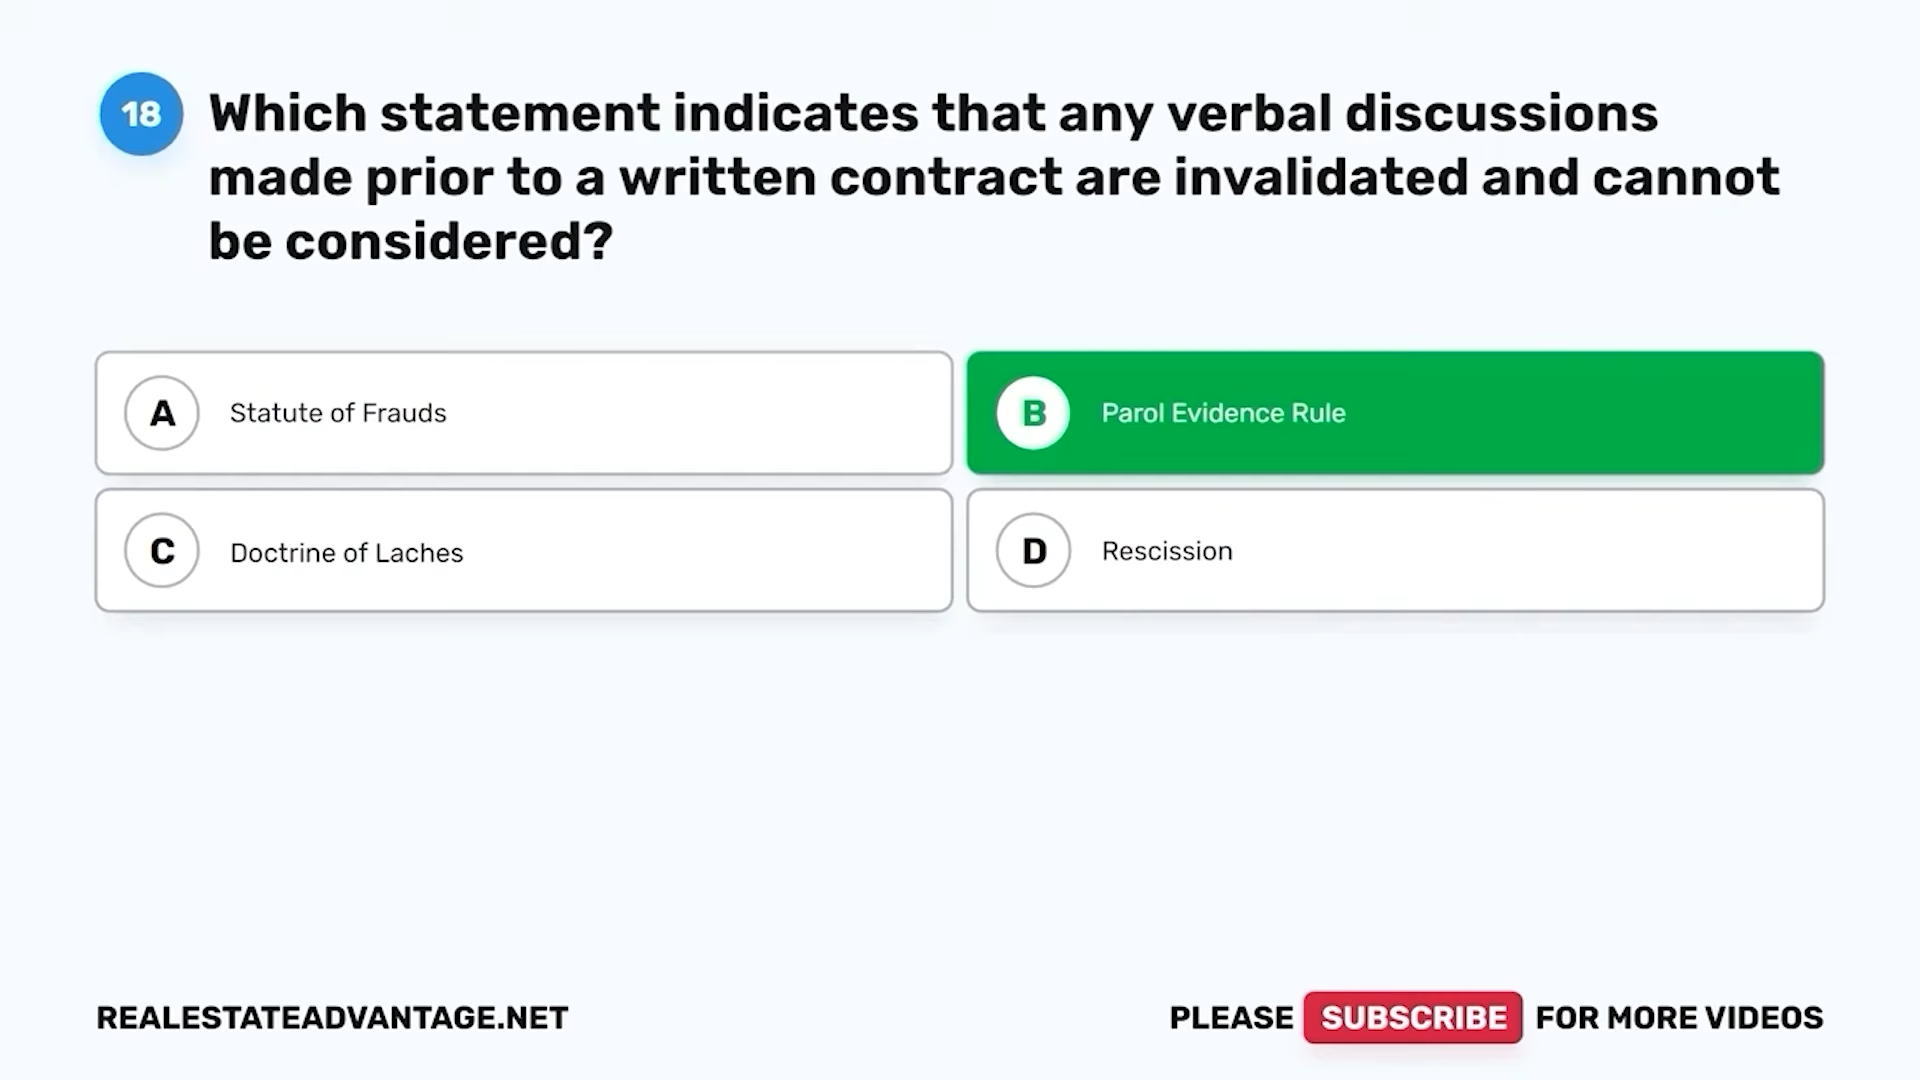 18
Which statement indicates that any verbal discussions
made prior to a written contract are invalidated and cannot
be considered?
A Statute of Frauds
B Parol Evidence Rule
C Doctrine of Laches
D Rescission
REALESTATEADVANTAGE.NET
PLEASE SUBSCRIBE FOR MORE VIDEOS